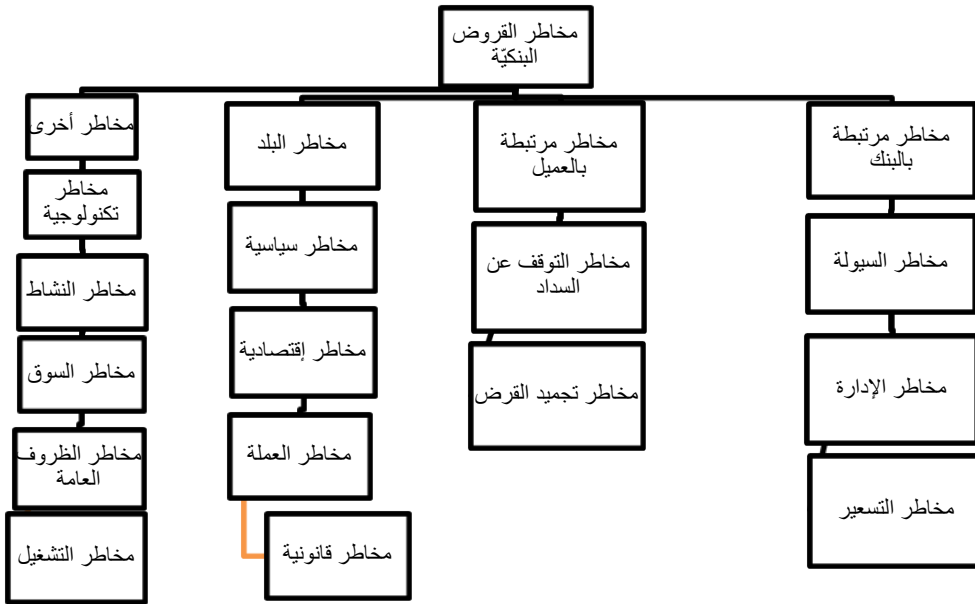 مخاطر القروض
البنكيّة
مخاطر مرتبطة
بالبنك
مخاطر السيولة
مخاطر الإدارة
مخاطر التسعير
مخاطر مرتبطة
بالعميل
مخاطر التوقف عن
السداد
مخاطر تجميد القرض
مخاطر البلد
مخاطر سياسية
مخاطر إقتصادية
مخاطر العملة
مخاطر قانونية
مخاطر أخرى
مخاطر
تكنولوجية
مخاطر النشاط
مخاطر السوق
مخاطر الظروف
العامة
مخاطر التشغيل